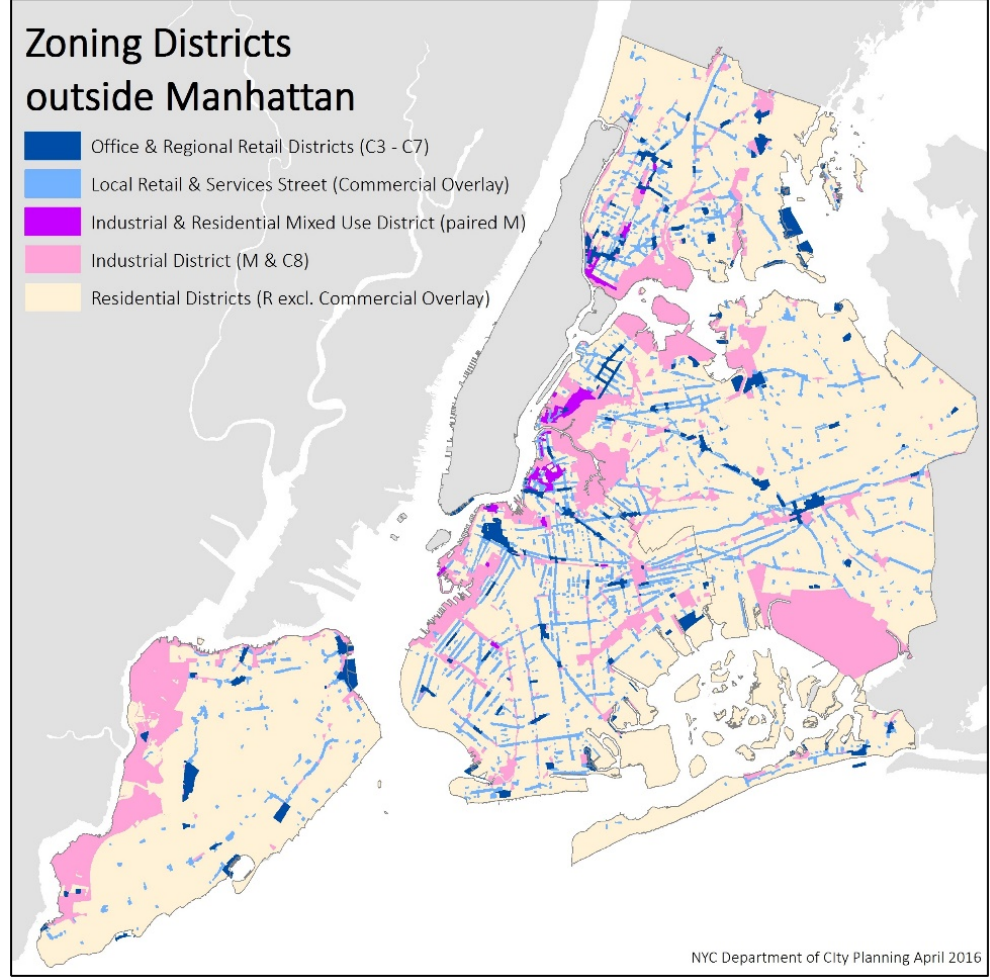 Zoning Districts
outside Manhattan
Office & Regional Retail Districts (C3 - C7)
Local Retail & Services Street (Commercial Overlay)
Industrial & Residential Mixed Use District (paired M)
Industrial District (M & C8)
Residential Districts (R excl. Commercial Overlay)
NYC Department of City Planning April 2016